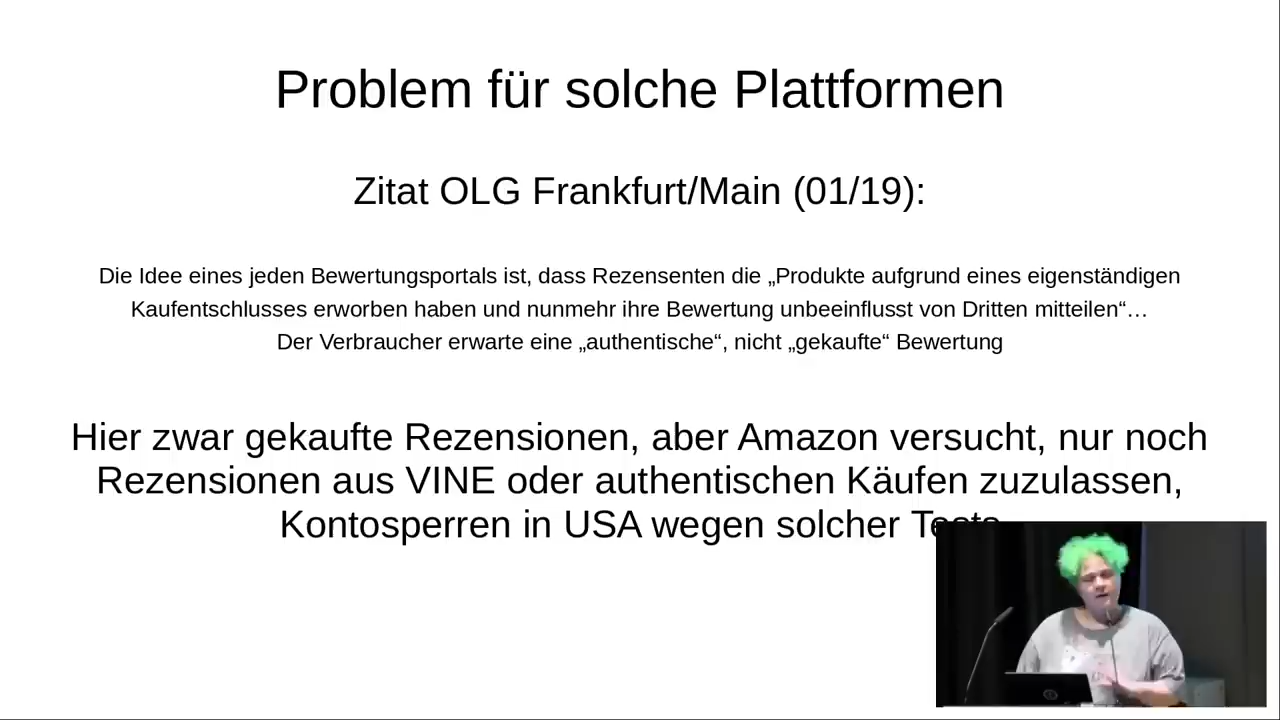 Problem für solche Plattformen
Zitat OLG Frankfurt/Main (01/19):
Die Idee eines jeden Bewertungsportals ist, dass Rezensenten die „Produkte aufgrund eines eigenständigen
Kaufentschlusses erworben haben und nunmehr ihre Bewertung unbeeinflusst von Dritten mitteilen“…
Der Verbraucher erwarte eine „authentische“, nicht „gekaufte“ Bewertung
Hier zwar gekaufte Rezensionen, aber Amazon versucht, nur noch
Rezensionen aus VINE oder authentischen Käufen zuzulassen,
Kontosperren in USA wegen solcher Tests